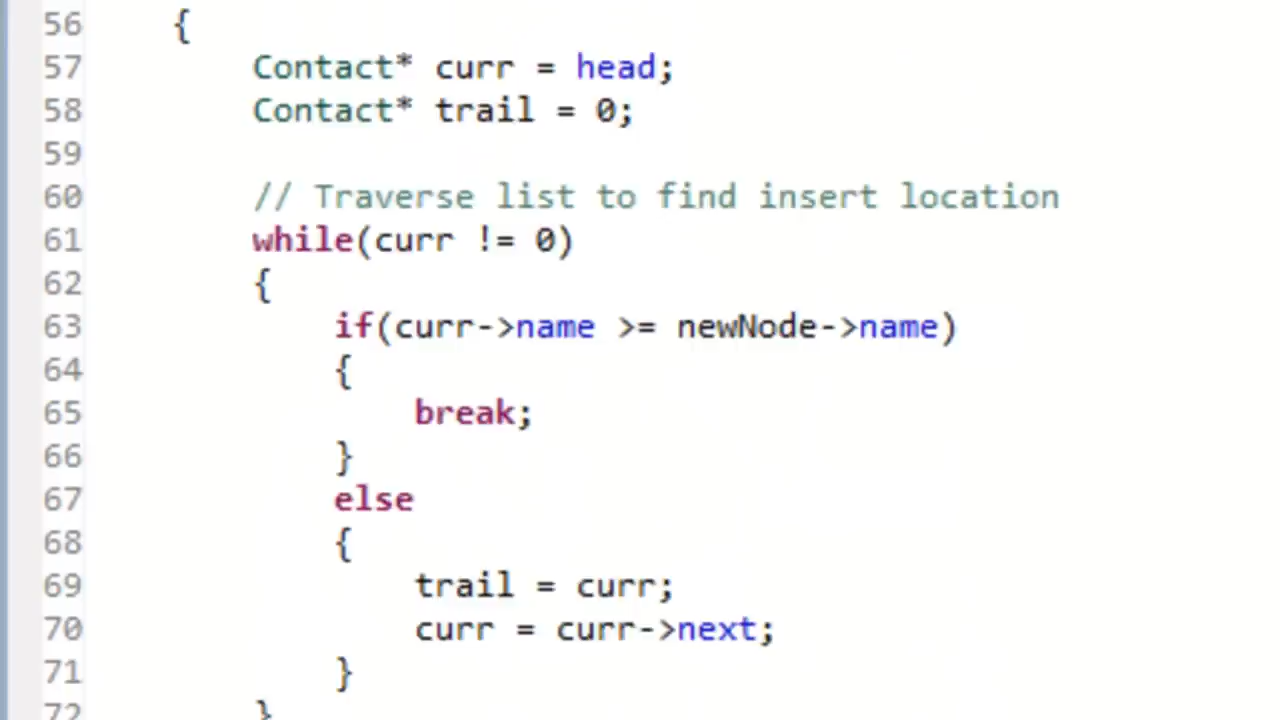 56 {
57 Contact* curr = head;
58 Contact* trail = 0;
59
60 // Traverse list to find insert location
61 while(curr != 0)
62 {
63 if(curr->name >= newNode->name)
64 {
65 break;
66 }
67 else
68 {
69 trail = curr;
70 curr = curr->next;
71 }
72 }